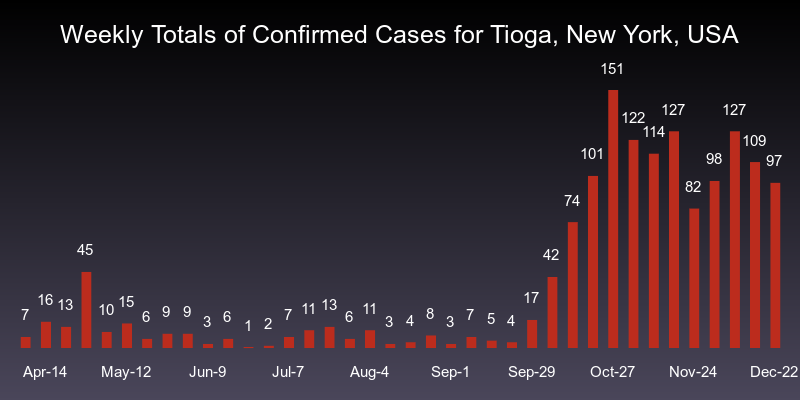 Weekly Totals of Confirmed Cases for Tioga, New York, USA
7 16 13 45 10 15 6 9 9 3 6 1 2 7 11 13 6 11 3 4 8 3 7 5 4 17 42 74 101 151 122 114 127 82 98 127 109 97
Apr-14 May-12 Jun-9 Jul-7 Aug-4 Sep-1 Sep-29 Oct-27 Nov-24 Dec-22